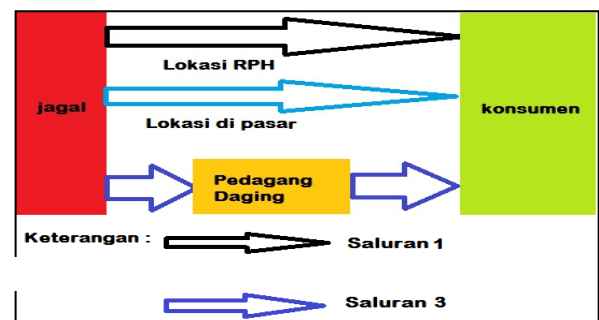 Lokasi RPH
jagal
konsumen
Lokasi di pasar
Pedagang
Daging
Keterangan :
Saluran 1
Saluran 3